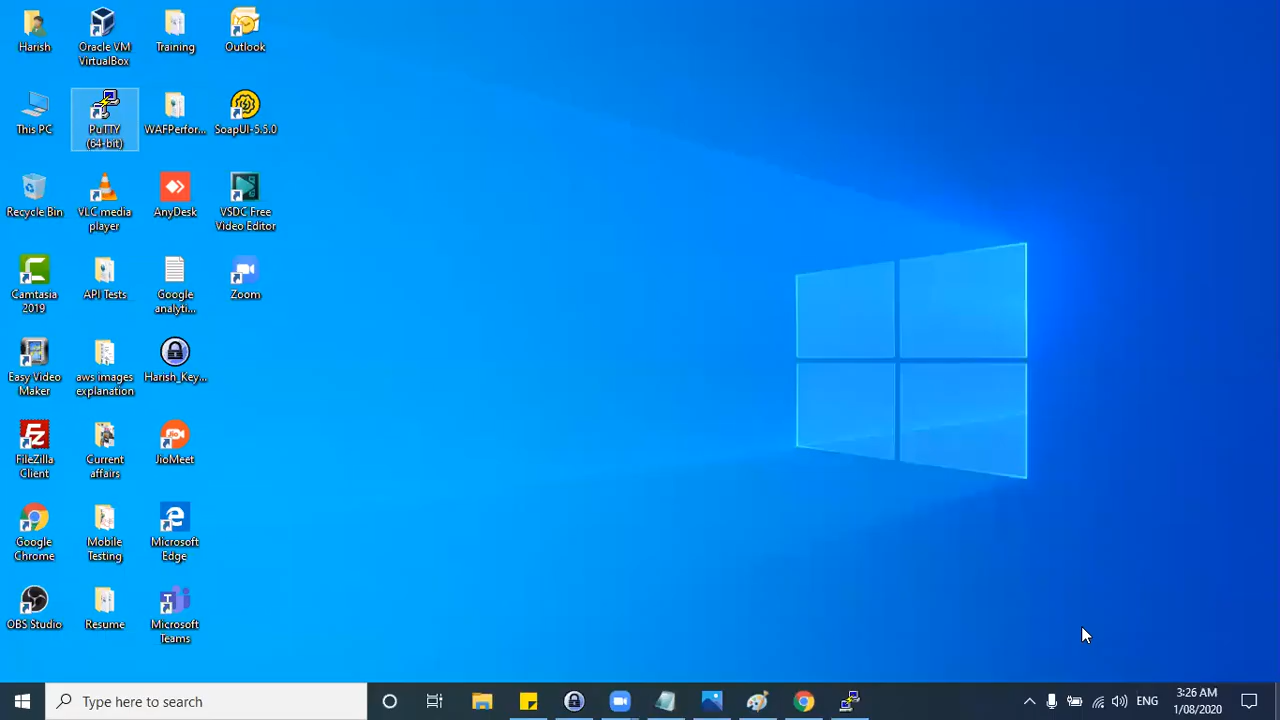 Harish
Oracle VM
VirtualBox
Training
Outlook
This PC
PuTTY
(64-bit)
WAFPerfor...
SoapUI-5.5.0
Recycle Bin
VLC media
player
AnyDesk
VSDC Free
Video Editor
Camtasia
2019
API Tests
Google
analyti...
Zoom
Easy Video
Maker
aws images
explanation
Harish_Key...
FileZilla
Client
Current
affairs
JioMeet
Google
Chrome
Mobile
Testing
Microsoft
Edge
OBS Studio
Resume
Microsoft
Teams
Type here to search
ENG
3:26 AM
1/08/2020